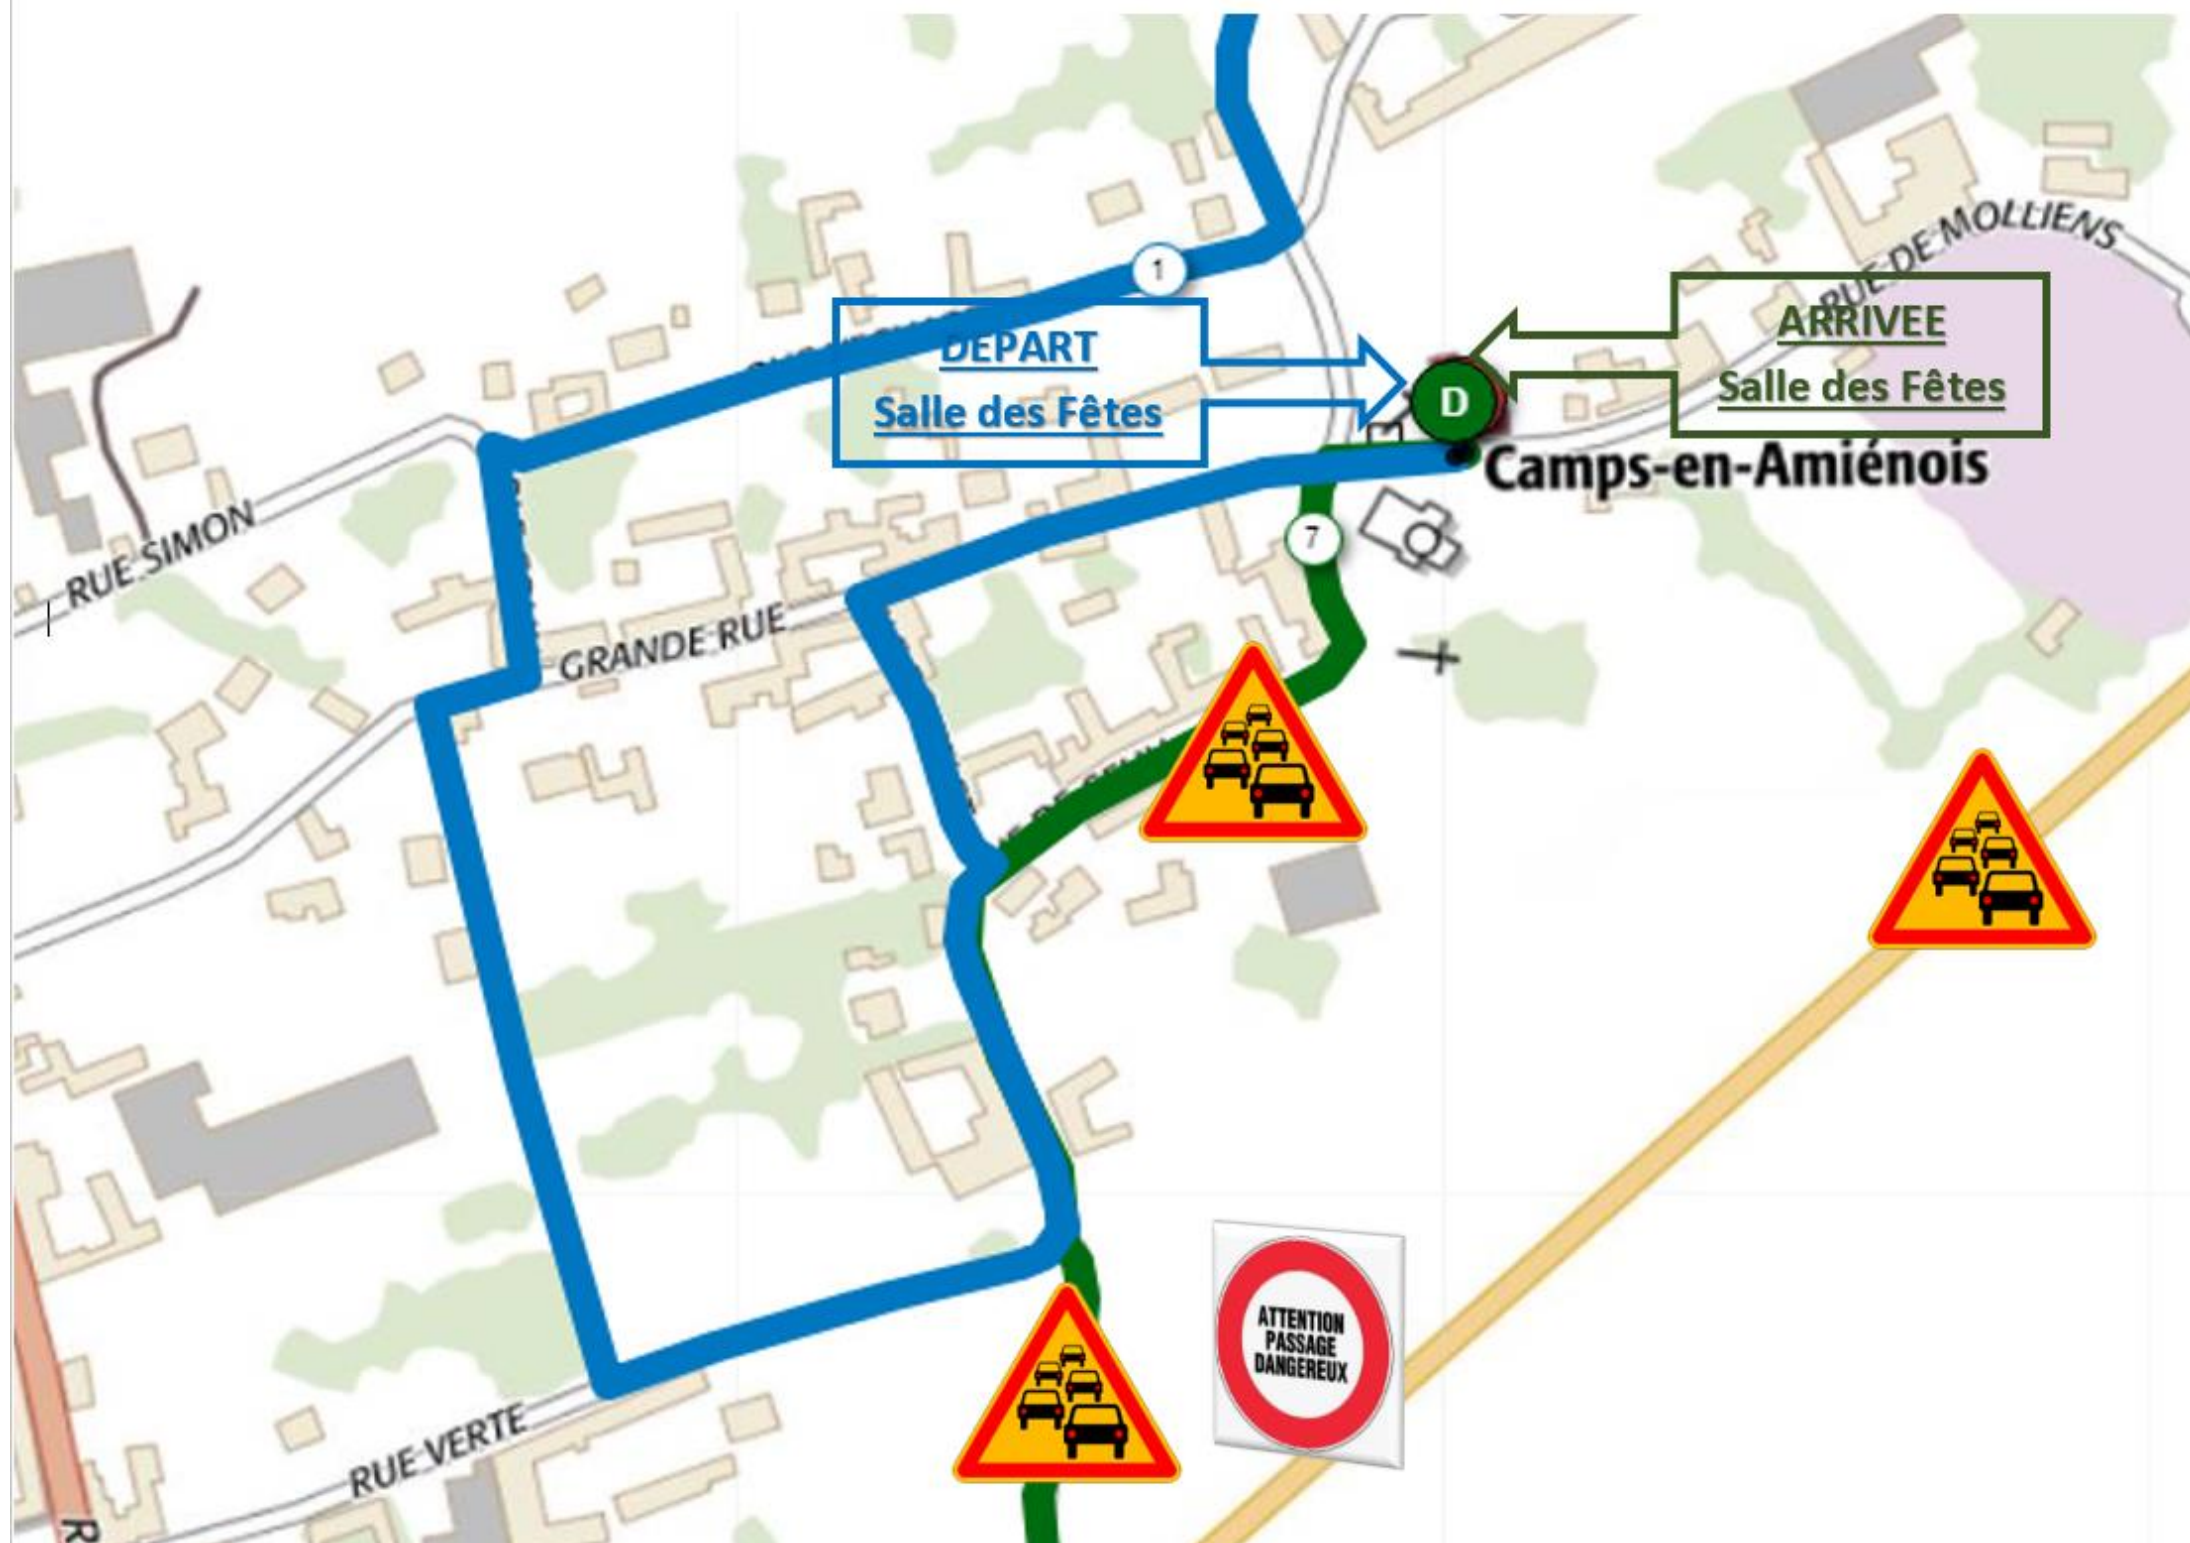 1
RUE DE MOLLIENS
DEPART
Salle des Fêtes
ARRIVEE
Salle des Fêtes
D
Camps-en-Amiénois
RUE SIMON
7
GRANDE RUE
ATTENTION
PASSAGE
DANGEREUX
RUE VERTE
R